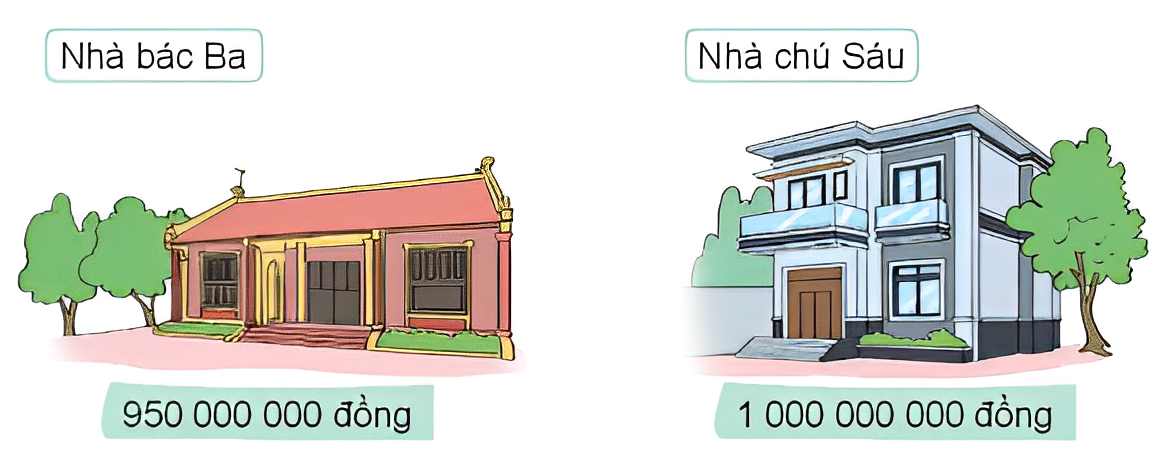 Nhà bác Ba
Nhà chú Sáu
950 000 000 đồng
1 000 000 000 đồng